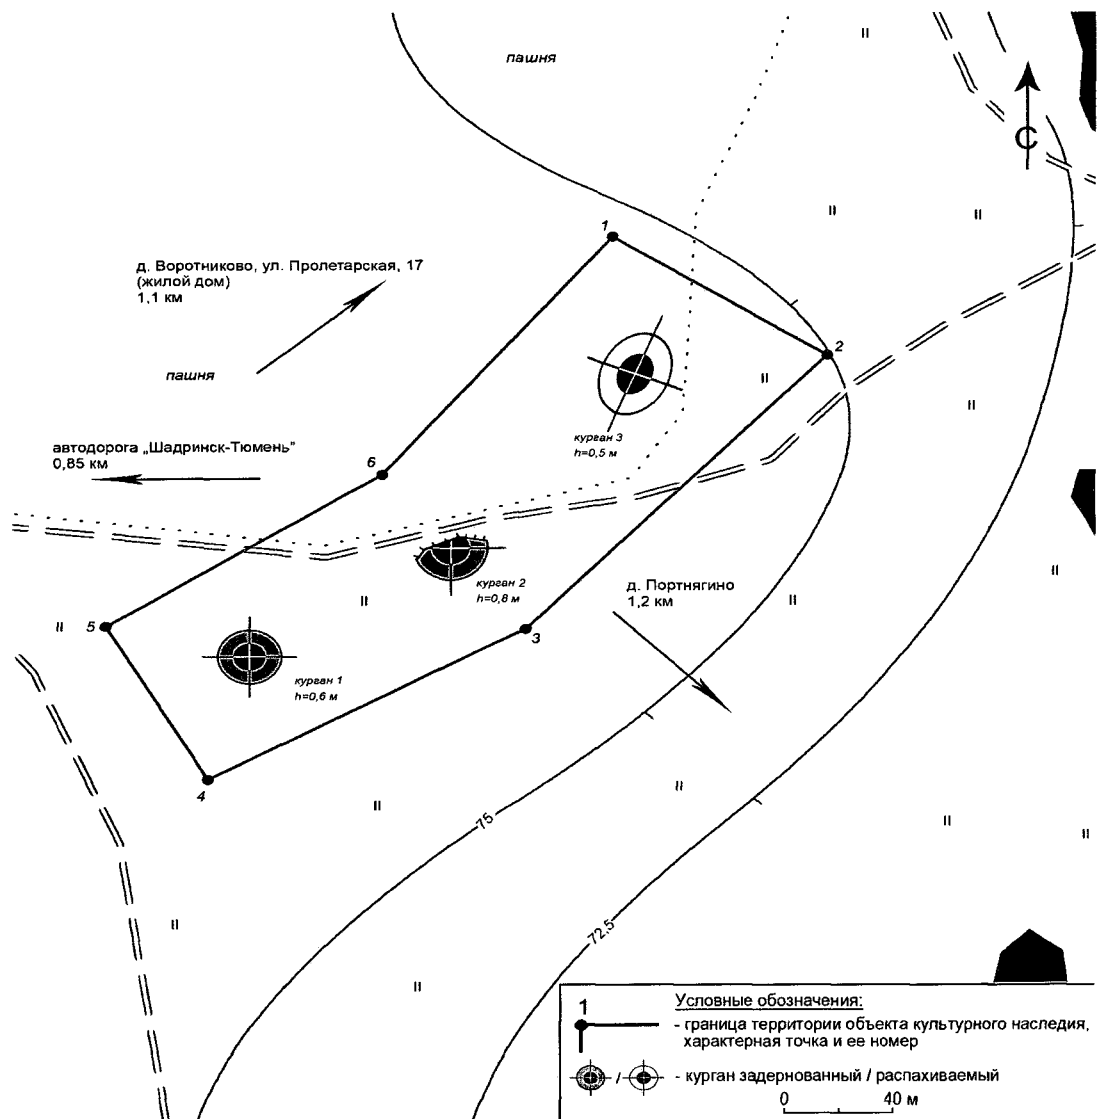 пашня
С
1
д. Воротниково, ул. Пролетарская, 17
(жилой дом)
1,1 км
2
пашня
курган 3
h=0,5 м
автодорога „Шадринск-Тюмень"
0,85 км
6
курган 2
h=0,8 м
д. Портнягино
1,2 км
5
3
курган 1
h=0,6 м
4
75
72,5
Условные обозначения:
1
- граница территории объекта культурного наследия,
характерная точка и ее номер
/ - курган задернованный / распахиваемый
0 40 м